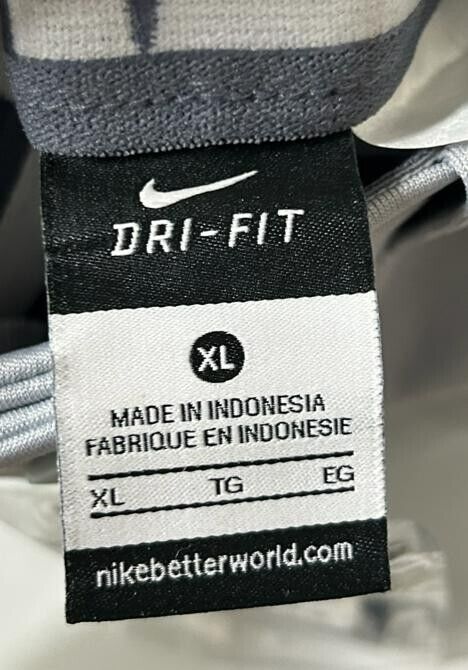 DRI-FIT
XL
MADE IN INDONESIA
FABRIQUE EN INDONESIE
XL TG EG
nikebetterworld.com